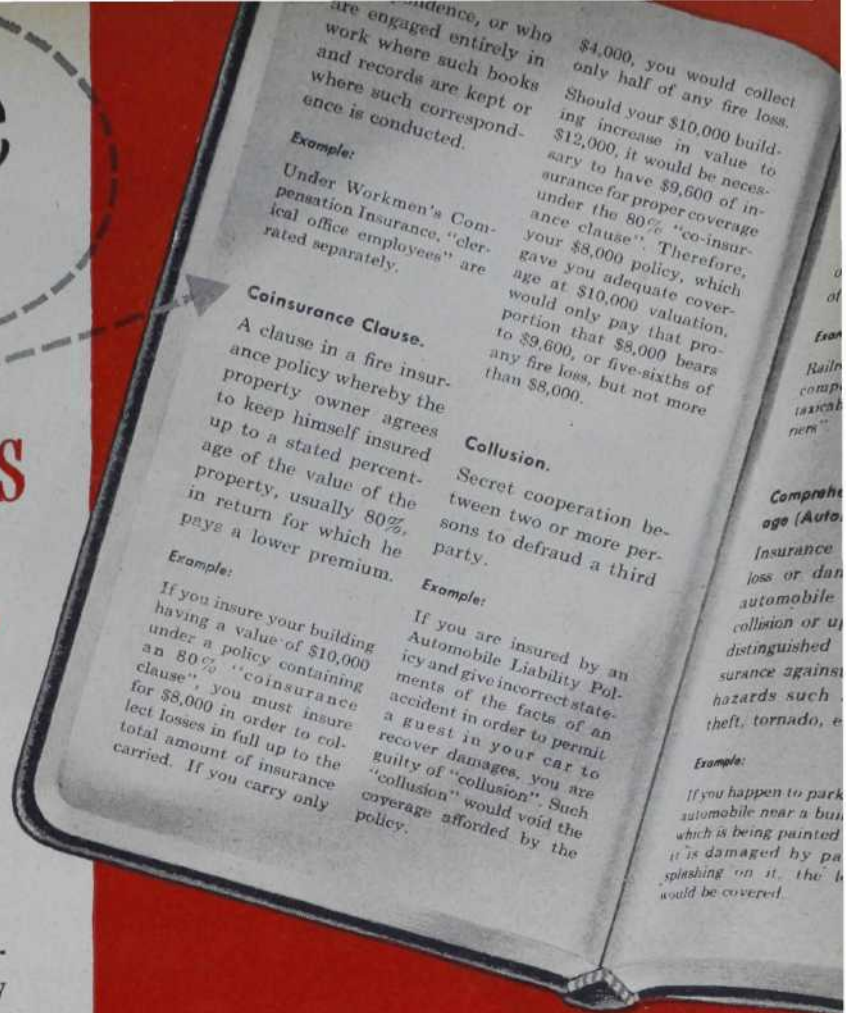 are engaged entirely in
work where such books
and records are kept or
where such correspond-
ence is conducted.
Example:
Under Workmen's Com-
pensation Insurance, "cler-
ical office employees" are
rated separately.
Coinsurance Clause.
A clause in a fire insur-
ance policy whereby the
property owner agrees
to keep himself insured
up to a stated percent-
age of the value of the
property, usually 80%,
in return for which he
pays a lower premium.
Example:
If you insure your building
having a value of $10,000
under a policy containing
an 80% "coinsurance
clause", you must insure
for $8,000 in order to col-
lect losses in full up to the
total amount of insurance
carried. If you carry only
$4,000, you would collect
only half of any fire loss.
Should your $10,000 build-
ing increase in value to
$12,000, it would be neces-
sary to have $9,600 of in-
surance for proper coverage
under the 80% "co-insur-
ance clause". Therefore,
your $8,000 policy, which
gave you adequate cover-
age at $10,000 valuation,
would only pay that pro-
portion that $8,000 bears
to $9,600, or five-sixths of
any fire loss, but not more
than $8,000.
Collusion.
Secret cooperation be-
tween two or more per-
sons to defraud a third
party.
Example:
If you are insured by an
Automobile Liability Pol-
icy and give incorrect state-
ments of the facts of an
accident in order to permit
a guest in your car to
recover damages, you are
guilty of "collusion". Such
"collusion" would void the
coverage afforded by the
policy.
of
(Auto
Insurance
loss or
automobile
collision or
distinguished
surance
hazards such
theft, tornado,
Example:
If you happen to park
automobile near a
which is being painted
it is damaged by
splashing on it, the
would be covered.